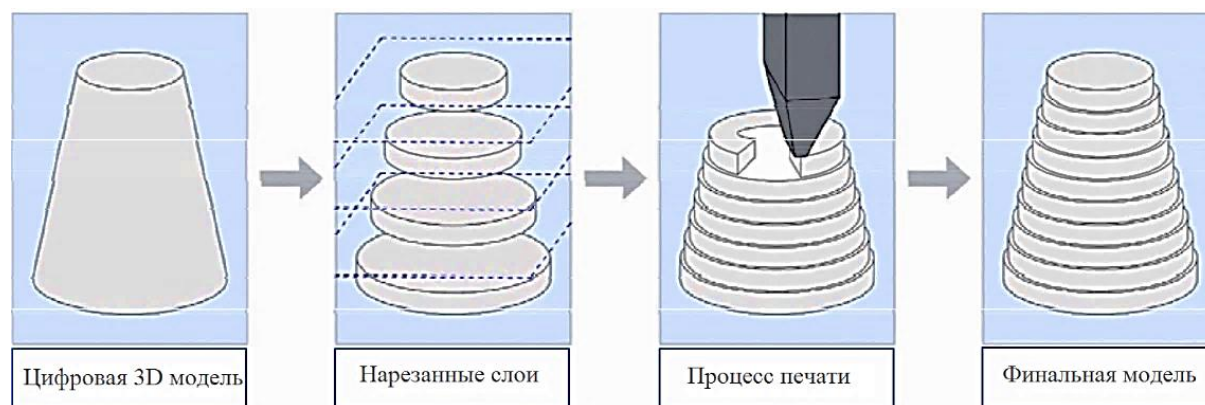 Цифровая 3D модель
Нарезанные слои
Процесс печати
Финальная модель